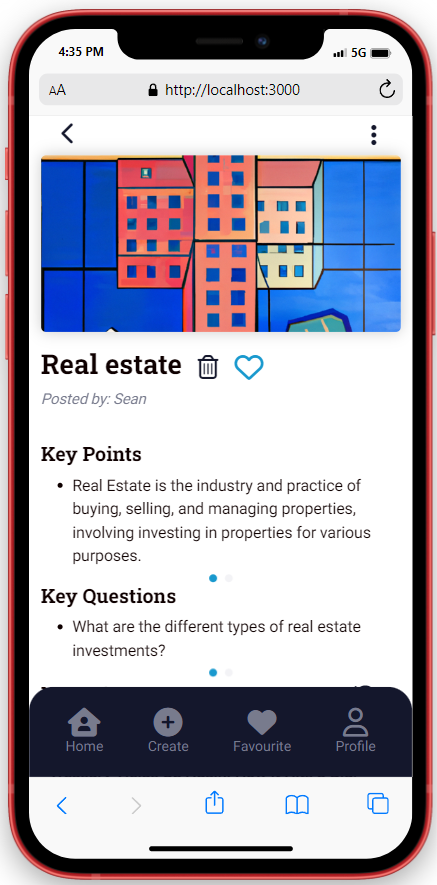 4:35 PM 5G
AA http://localhost:3000
Real estate
Posted by: Sean
Key Points
• Real Estate is the industry and practice of
buying, selling, and managing properties,
involving investing in properties for various
purposes.
Key Questions
• What are the different types of real estate
investments?
Home Create Favourite Profile